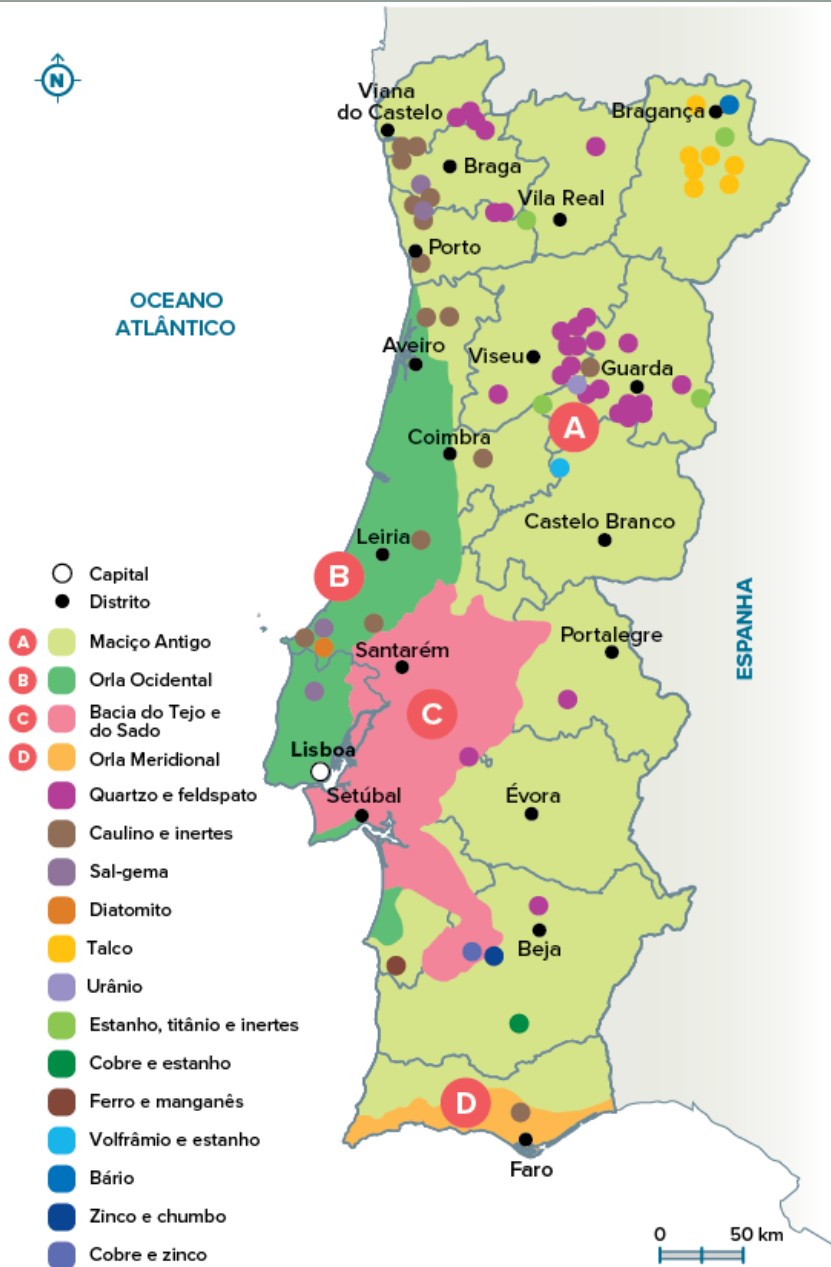 N
Viana
do Castelo
Bragança
Braga
Vila Real
Porto
OCEANO
ATLÂNTICO
Aveiro
Viseu
Guarda
A
Coimbra
Castelo Branco
Leiria
B
ESPANHA
Portalegre
Santarém
C
Lisboa
Setúbal
Évora
Beja
D
Faro
0 50 km
Capital
Distrito
A Maciço Antigo
B Orla Ocidental
C Bacia do Tejo e
do Sado
D Orla Meridional
Quartzo e feldspato
Caulino e inertes
Sal-gema
Diatomito
Talco
Urânio
Estanho, titânio e inertes
Cobre e estanho
Ferro e manganês
Volfrâmio e estanho
Bário
Zinco e chumbo
Cobre e zinco